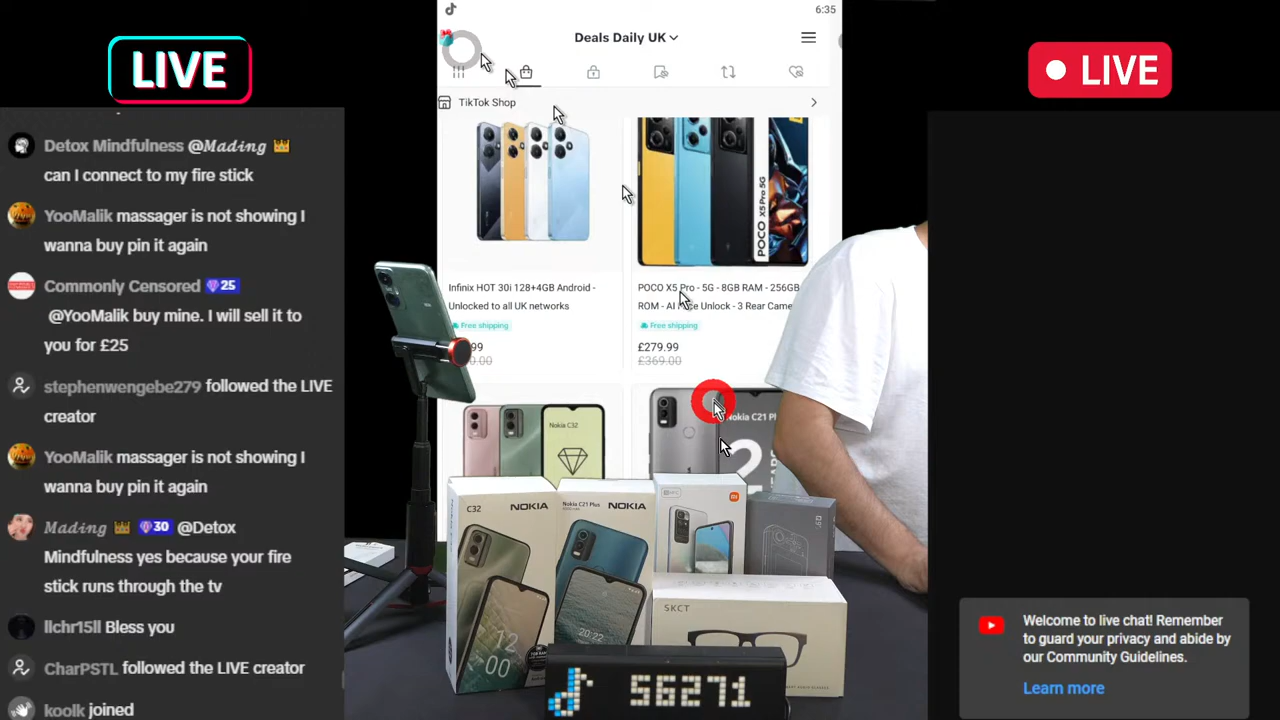 LIVE
Detox Mindfulness @Mading
can I connect to my fire stick
YooMalik massager is not showing I
wanna buy pin it again
Commonly Censored 25
@YooMalik buy mine. I will sell it to
you for £25
stephenwengebe279 followed the LIVE
creator
YooMalik massager is not showing I
wanna buy pin it again
Mading 30 @Detox
Mindfulness yes because your fire
stick runs through the tv
llchr15ll Bless you
CharPSTL followed the LIVE creator
koolk joined
6:35
Deals Daily UK
TikTok Shop
POCO X5 Pro 5G
Infinix HOT 30i 128+4GB Android -
Unlocked to all UK networks
Free shipping
POCO X5 Pro - 5G - 8GB RAM - 256GB
ROM - AI Unlock - 3 Rear Came
Free shipping
£279.99
£369.00
Nokia C32
Nokia C21 Pl
2
C32 NOKIA
12
00
Nokia C21 Plus NOKIA
20:22
SKCT
56271
LIVE
Welcome to live chat! Remember
to guard your privacy and abide by
our Community Guidelines.
Learn more